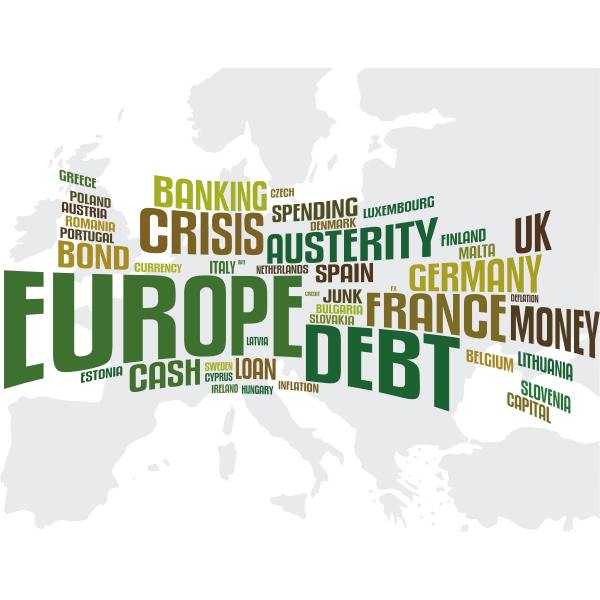 GREECE
POLAND
AUSTRIA
ROMANIA
PORTUGAL
BOND
BANKING
CZECH
CRISIS
SPENDING
DENMARK
LUXEMBOURG
AUSTERITY
FINLAND
MALTA
UK
CURRENCY
ITALY
NETHERLANDS
SPAIN
GERMANY
EUROPE
CREDIT
JUNK
BULGARIA
SLOVAKIA
FX
FRANCE
DEFLATION
MONEY
LATVIA
DEBT
BELGIUM
LITHUANIA
ESTONIA
CASH
SWEDEN
CYPRUS
LOAN
IRELAND
HUNGARY
INFLATION
SLOVENIA
CAPITAL